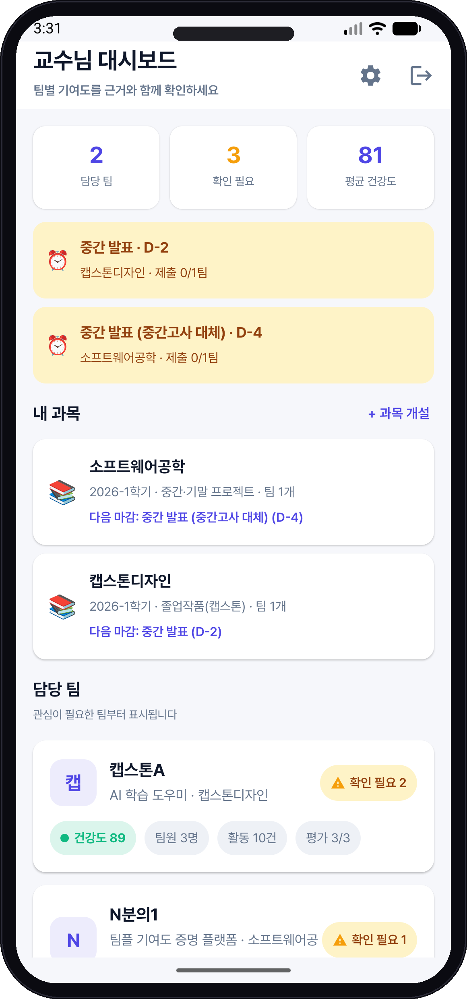 3:31
교수님 대시보드
팀별 기여도를 근거와 함께 확인하세요
2
담당 팀
3
확인 필요
81
평균 건강도
중간 발표 · D-2
캡스톤디자인 · 제출 0/1팀
중간 발표 (중간고사 대체) · D-4
소프트웨어공학 · 제출 0/1팀
내 과목
+ 과목 개설
소프트웨어공학
2026-1학기 · 중간·기말 프로젝트 · 팀 1개
다음 마감: 중간 발표 (중간고사 대체) (D-4)
캡스톤디자인
2026-1학기 · 졸업작품(캡스톤) · 팀 1개
다음 마감: 중간 발표 (D-2)
담당 팀
관심이 필요한 팀부터 표시됩니다
캡
캡스톤A
AI 학습 도우미 · 캡스톤디자인
확인 필요 2
건강도 89
팀원 3명
활동 10건
평가 3/3
N
N분의1
팀플 기여도 증명 플랫폼 · 소프트웨어공
확인 필요 1